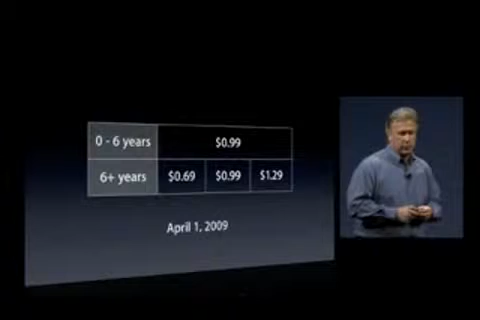 0 - 6 years $0.99
6+ years $0.69 $0.99 $1.29
April 1, 2009